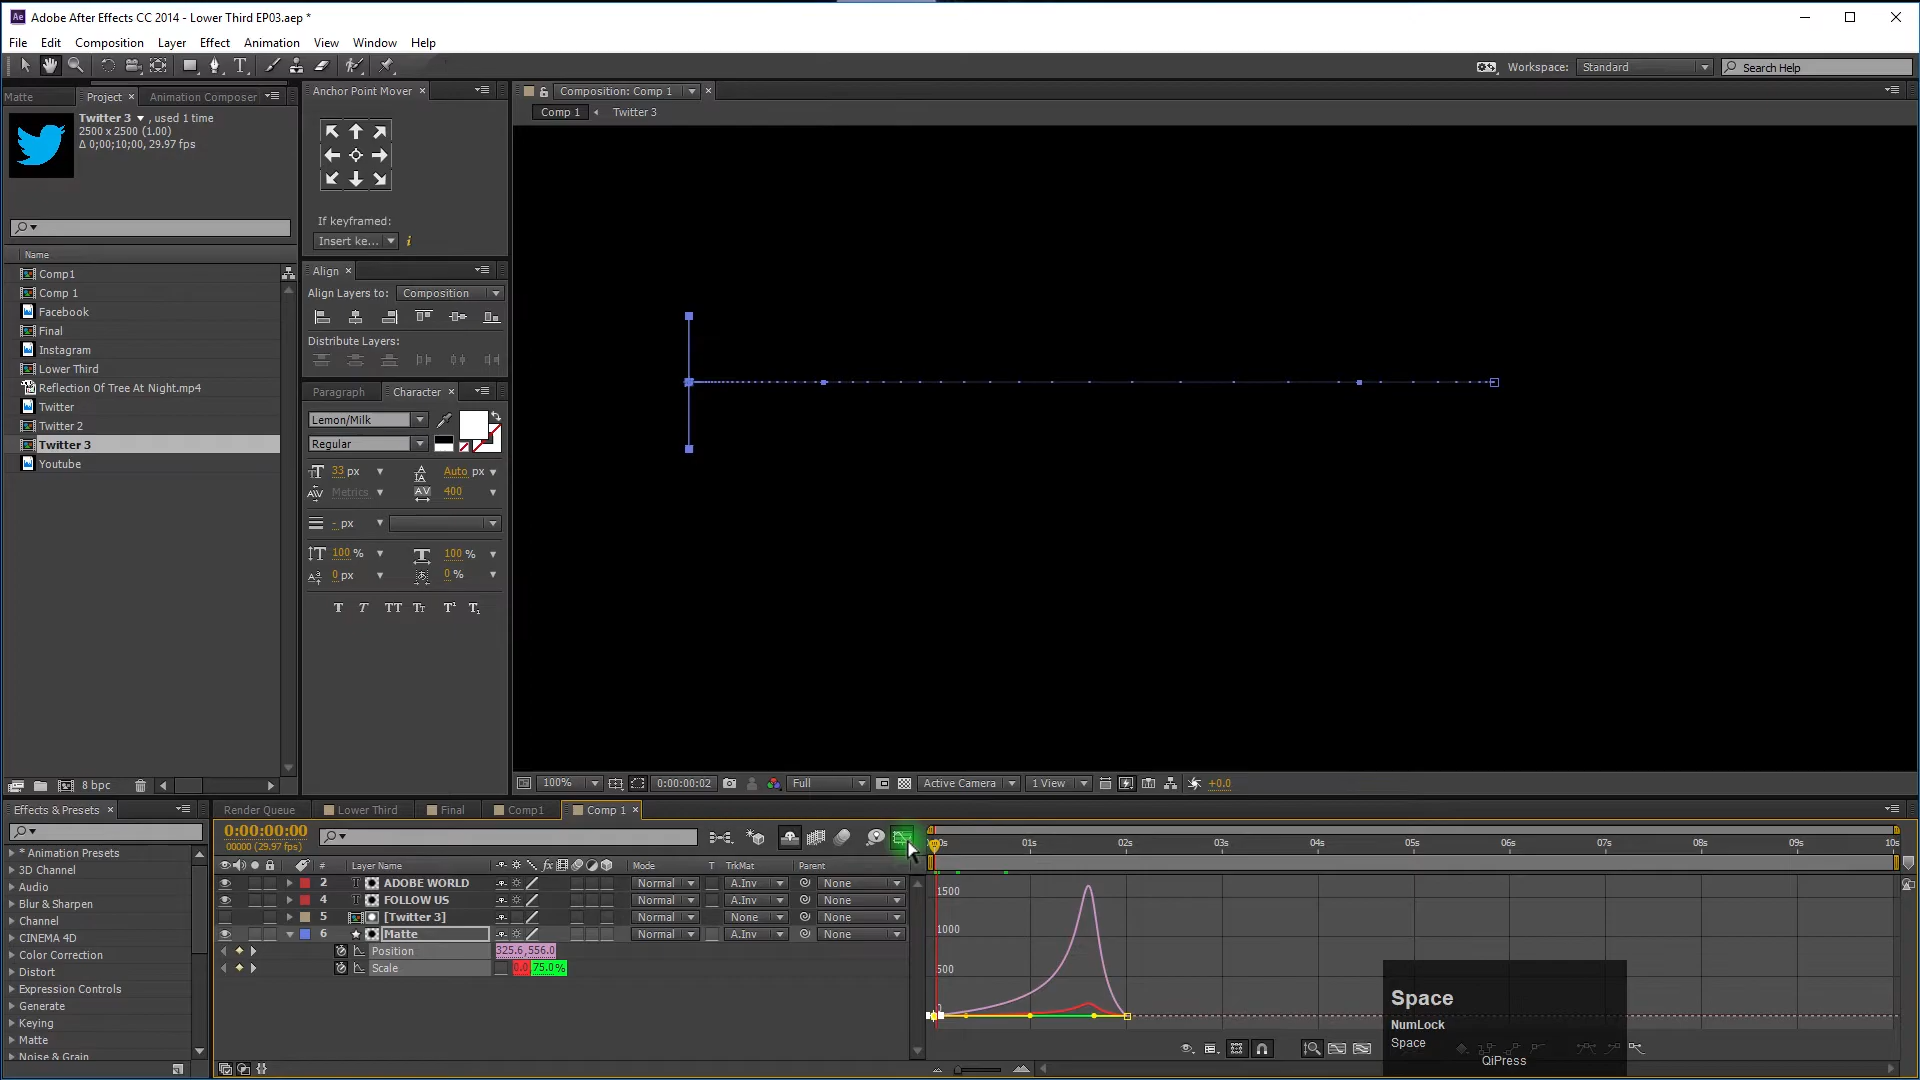 Adobe After Effects CC 2014 - Lower Third EP03.aep *
File Edit Composition Layer Effect Animation View Window Help
Workspace: Standard Search Help
Matte Project Animation Composer
Twitter 3 , used 1 time
2500 x 2500 (1.00)
Δ 0;00;10;00, 29.97 fps
Name
Comp1
Comp 1
Facebook
Final
Instagram
Lower Third
Reflection Of Tree At Night.mp4
Twitter
Twitter 2
Twitter 3
Youtube
8 bpc
Anchor Point Mover
If keyframed:
Insert ke...
Align
Align Layers to: Composition
Distribute Layers:
Paragraph Character
Lemon/Milk
Regular
33 px Auto px
Metrics 400
- px
100 % 100 %
0 px 0 %
Composition: Comp 1
Comp 1 Twitter 3
100% 0:00:00:02 Full Active Camera 1 View +0.0
Effects & Presets
* Animation Presets
3D Channel
Audio
Blur & Sharpen
Channel
CINEMA 4D
Color Correction
Distort
Expression Controls
Generate
Keying
Matte
Noise & Grain
Render Queue Lower Third Final Comp1 Comp 1
0:00:00:00
00000 (29.97 fps)
# Layer Name Mode T TrkMat Parent
2 ADOBE WORLD Normal A.Inv None
4 FOLLOW US Normal A.Inv None
5 [Twitter 3] Normal None None
6 Matte Normal A.Inv None
Position 325.6,556.0
Scale 0.0 75.0%
01s 02s 03s 04s 05s 06s 07s 08s 09s 10s
1500
1000
500
0
Space
NumLock
Space
QiPress